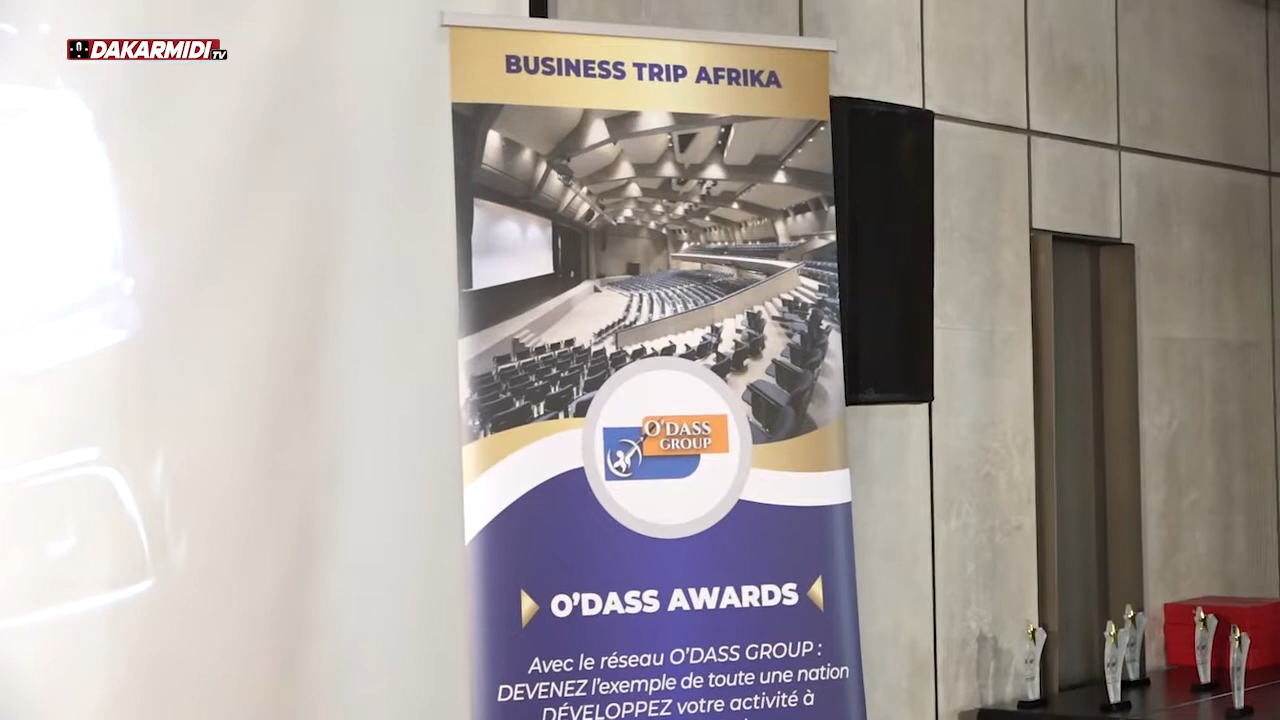 DAKARMIDI TV
BUSINESS TRIP AFRIKA
O'DASS
GROUP
O'DASS AWARDS
Avec le réseau O'DASS GROUP :
DEVENEZ l'exemple de toute une nation
DÉVELOPPEZ votre activité à